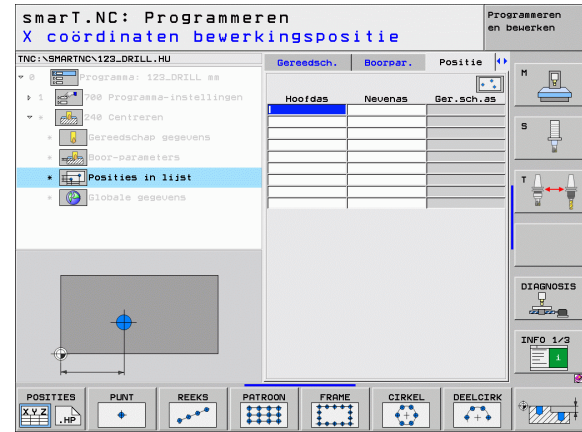 smarT.NC: Programmeren
Programmeren en bewerken
X coördinaten bewerkingspositie
TNC:\SMARTNC\123_DRILL.HU
Gereedsch. Boorpar. Positie
0 Programma: 123_DRILL mm
1 700 Programma-instellingen
* 240 Centreren
* Gereedschap gegevens
* Boor-parameters
* Posities in lijst
* Globale gegevens
Hoofdas Nevenas Ger.sch.as
M
S
T
DIAGNOSIS
INFO 1/3
i
POSITIES PUNT REEKS PATROON FRAME CIRKEL DEELCIRK
X Y Z .HP